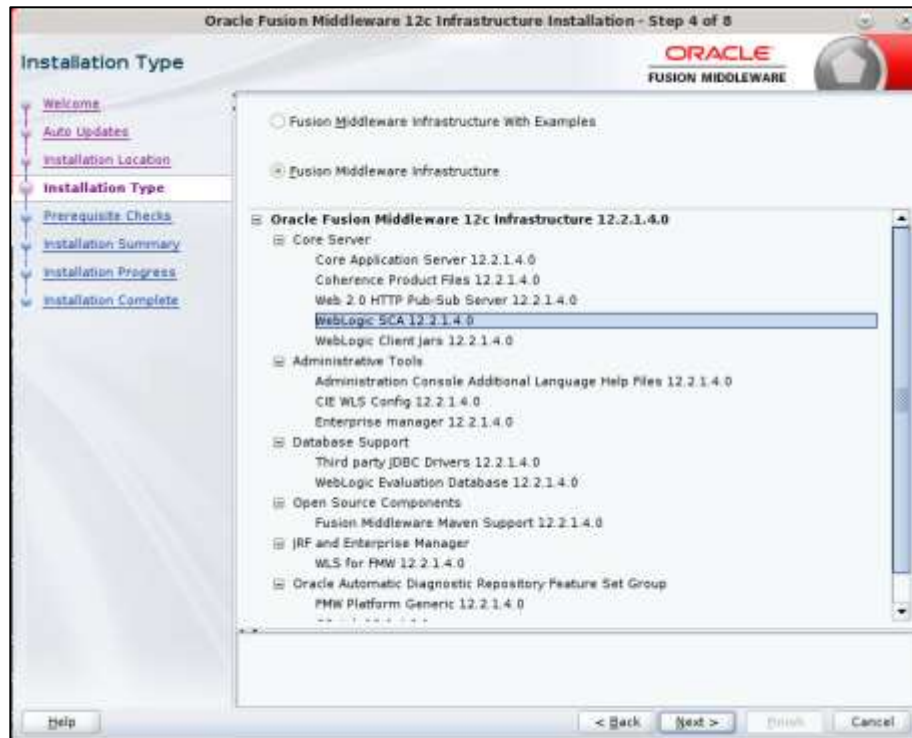 Oracle Fusion Middleware 12c Infrastructure Installation - Step 4 of 8
Installation Type
ORACLE
FUSION MIDDLEWARE
Welcome
Auto Updates
Installation Location
Installation Type
Prerequisite Checks
Installation Summary
Installation Progress
Installation Complete
Fusion Middleware Infrastructure With Examples
Fusion Middleware Infrastructure
Oracle Fusion Middleware 12c Infrastructure 12.2.1.4.0
Core Server
Core Application Server 12.2.1.4.0
Coherence Product Files 12.2.1.4.0
Web 2.0 HTTP Pub-Sub Server 12.2.1.4.0
WebLogic SCA 12.2.1.4.0
WebLogic Client Jars 12.2.1.4.0
Administrative Tools
Administration Console Additional Language Help Files 12.2.1.4.0
CIE WLS Config 12.2.1.4.0
Enterprise manager 12.2.1.4.0
Database Support
Third party JDBC Drivers 12.2.1.4.0
WebLogic Evaluation Database 12.2.1.4.0
Open Source Components
Fusion Middleware Maven Support 12.2.1.4.0
JRF and Enterprise Manager
WLS for FMW 12.2.1.4.0
Oracle Automatic Diagnostic Repository Feature Set Group
FMW Platform Generic 12.2.1.4.0
Help
< Back
Next >
Finish
Cancel